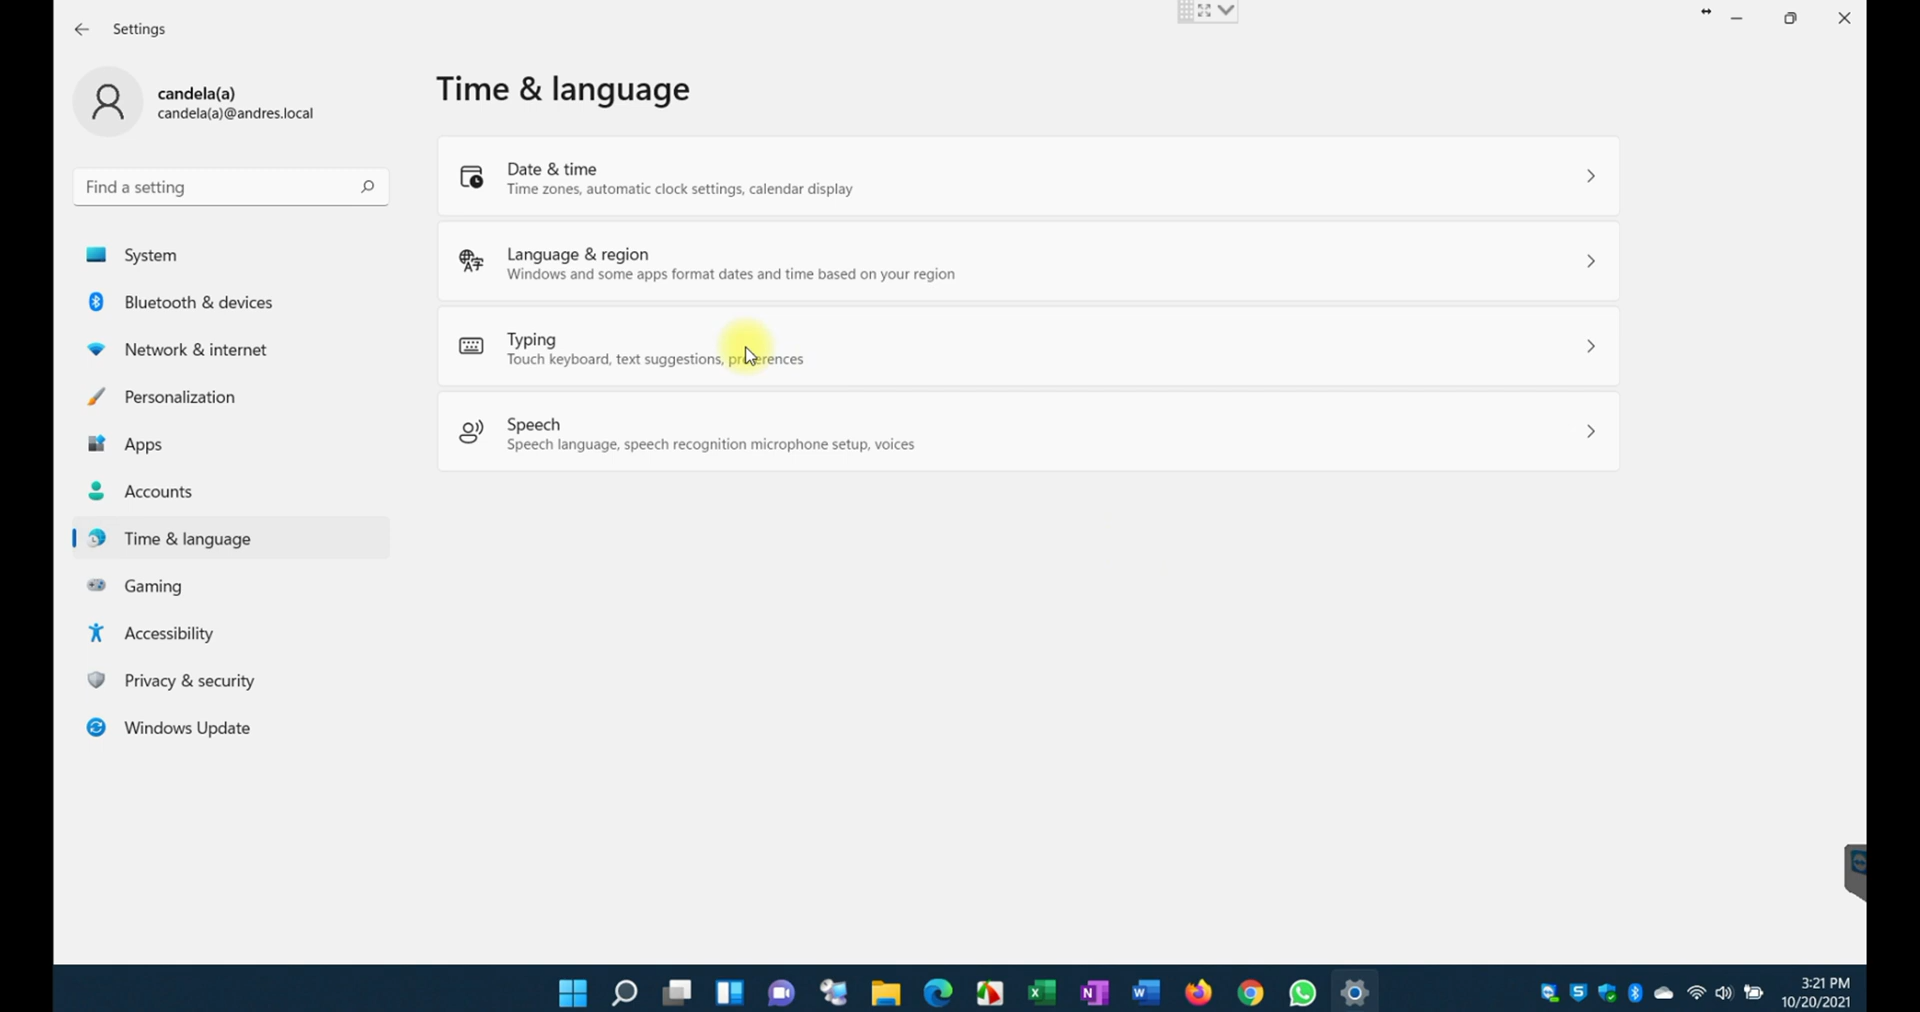 Settings
candela(a)
candela(a)@andres.local
Find a setting
System
Bluetooth & devices
Network & internet
Personalization
Apps
Accounts
Time & language
Gaming
Accessibility
Privacy & security
Windows Update
Time & language
Date & time
Time zones, automatic clock settings, calendar display
Language & region
Windows and some apps format dates and time based on your region
Typing
Touch keyboard, text suggestions, preferences
Speech
Speech language, speech recognition microphone setup, voices
3:21 PM
10/20/2021